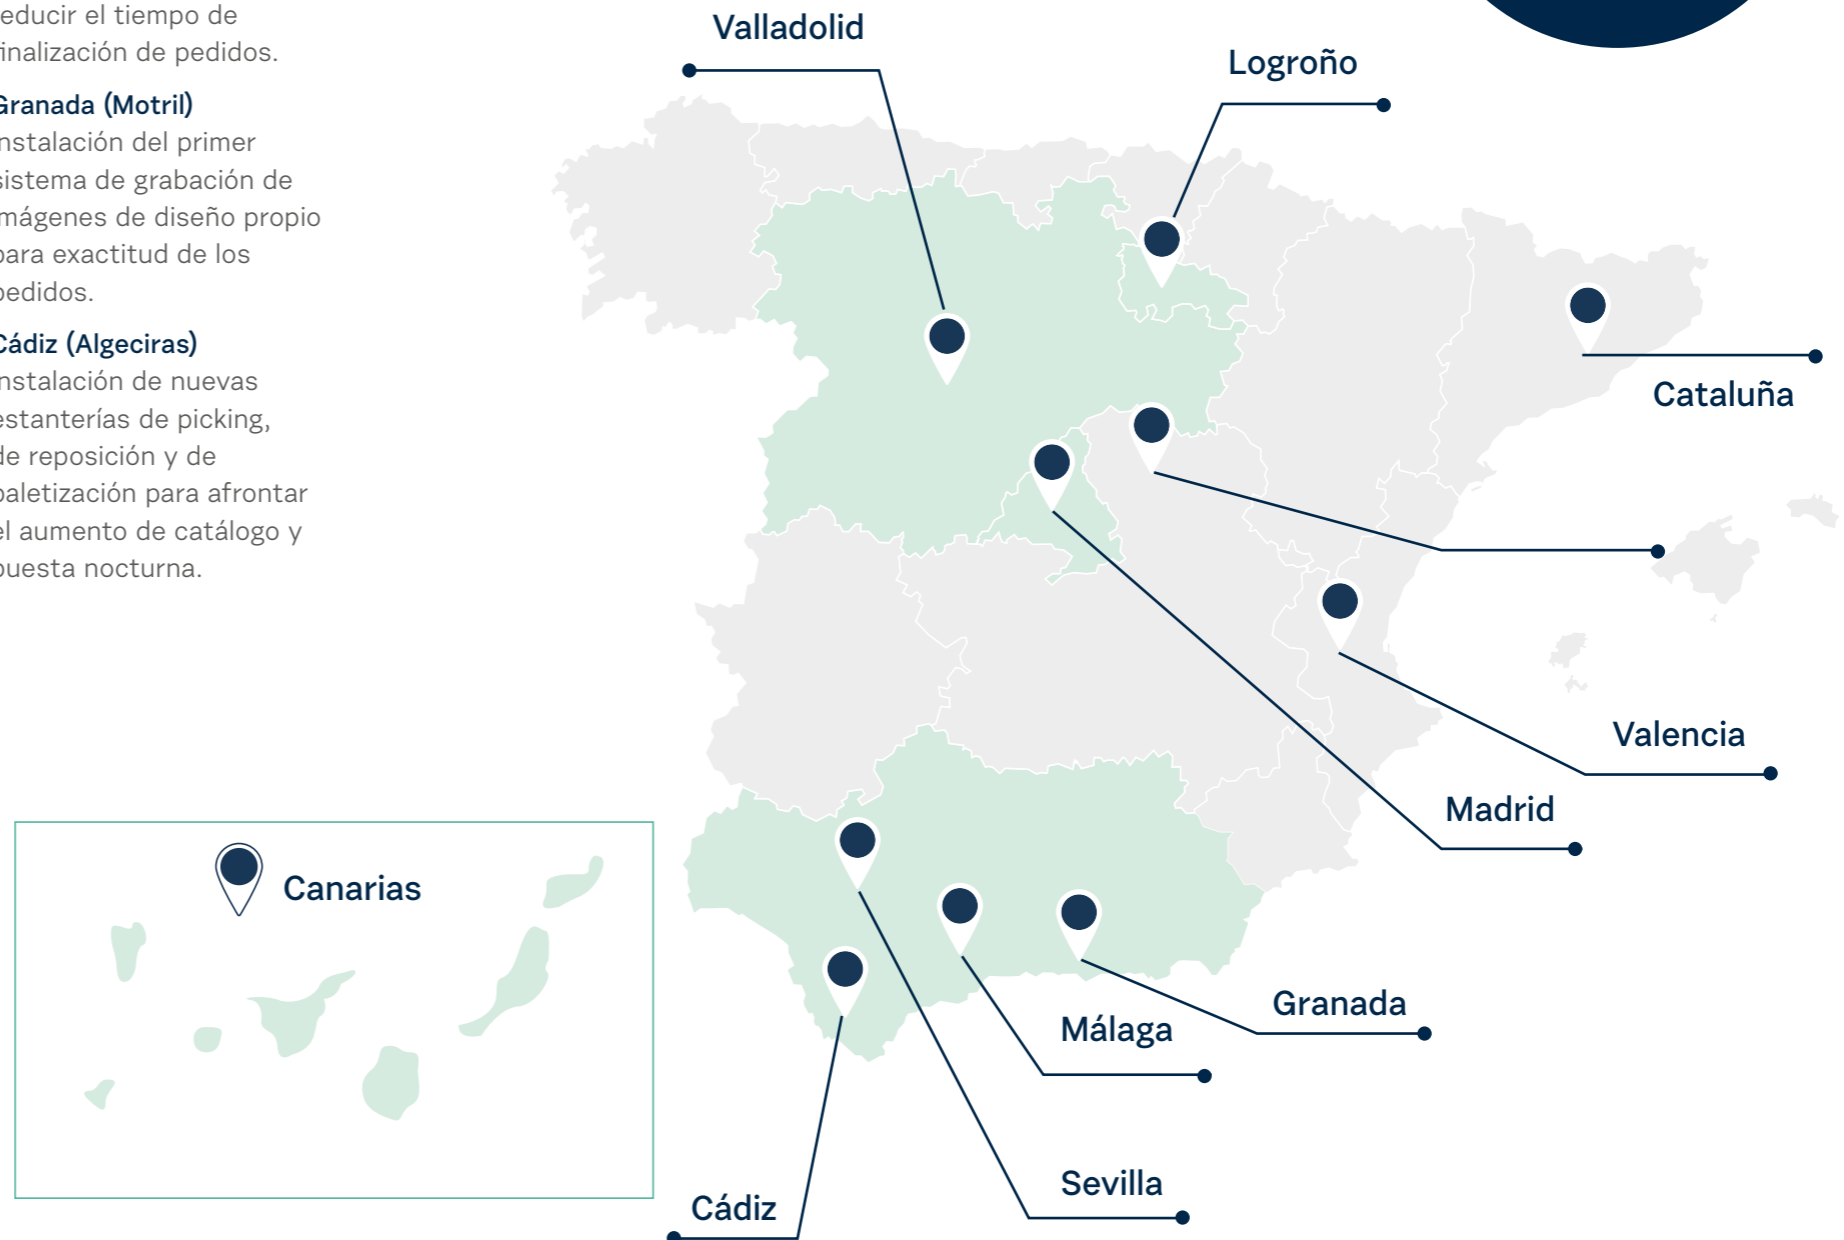 educir el tiempo de
finalización de pedidos.
Granada (Motril)
nstalación del primer
sistema de grabación de
mágenes de diseño propio
para exactitud de los
pedidos.
Cádiz (Algeciras)
nstalación de nuevas
estanterías de picking,
de reposición y de
paletización para afrontar
el aumento de catálogo y
puesta nocturna.
Valladolid
Logroño
Cataluña
Valencia
Madrid
Canarias
Granada
Málaga
Sevilla
Cádiz